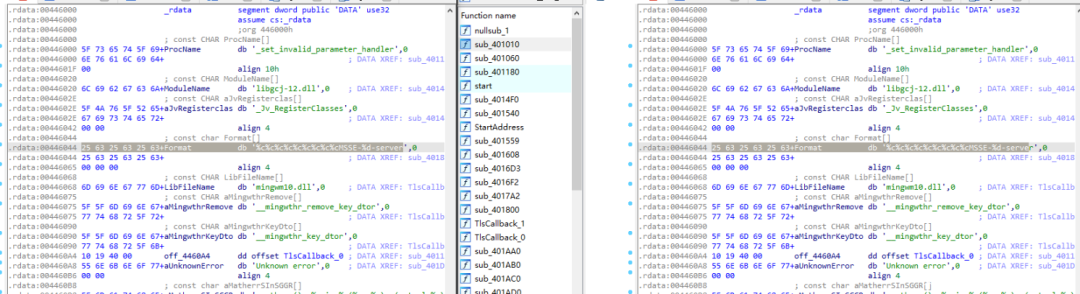 .rdata:00446000 _rdata segment dword public 'DATA' use32
.rdata:00446000 assume cs:_rdata
.rdata:00446000 ;org 446000h
.rdata:00446000 ; const CHAR ProcName[]
.rdata:00446000 5F 73 65 74 5F 69+ProcName db '_set_invalid_parameter_handler',0
.rdata:00446000 6E 76 61 6C 69 64+ ; DATA XREF: sub_4011
.rdata:0044601F 00 align 10h
.rdata:00446020 ; const CHAR ModuleName[]
.rdata:00446020 6C 69 62 67 63 6A+ModuleName db 'libgcj-12.dll',0 ; DATA XREF: sub_4014
.rdata:0044602E ; const CHAR aJvRegisterclas[]
.rdata:0044602E 5F 4A 76 5F 52 65+aJvRegisterclas db '_Jv_RegisterClasses',0
.rdata:0044602E 67 69 73 74 65 72+ ; DATA XREF: sub_4014
.rdata:00446042 00 00 align 4
.rdata:00446044 ; const char Format[]
.rdata:00446044 25 63 25 63 25 63+Format db '%c%c%c%c%c%c%c%c%cMSSE-%d-server',0
.rdata:00446044 25 63 25 63 25 63+ ; DATA XREF: sub_4018
.rdata:00446065 00 00 00 align 4
.rdata:00446068 ; const CHAR LibFileName[]
.rdata:00446068 6D 69 6E 67 77 6D+LibFileName db 'mingwm10.dll',0 ; DATA XREF: TlsCallb
.rdata:00446075 ; const CHAR aMingwthrRemove[]
.rdata:00446075 5F 5F 6D 69 6E 67+aMingwthrRemove db '__mingwthr_remove_key_dtor',0
.rdata:00446075 77 74 68 72 5F 72+ ; DATA XREF: TlsCallb
.rdata:00446090 ; const CHAR aMingwthrKeyDto[]
.rdata:00446090 5F 5F 6D 69 6E 67+aMingwthrKeyDto db '__mingwthr_key_dtor',0
.rdata:00446090 77 74 68 72 5F 6B+ ; DATA XREF: TlsCallb
.rdata:004460A4 10 19 40 00 off_4460A4 dd offset TlsCallback_0 ; DATA XREF: sub_4011
.rdata:004460A8 55 6E 6B 6E 6F 77+aUnknownError db 'Unknown error',0 ; DATA XREF: sub_401D
.rdata:004460B6 00 00 align 4
.rdata:004460B8 ; const char aMatherrSInSGGR[]
Function name
nullsub_1
sub_401010
sub_401060
sub_401180
start
sub_4014F0
sub_401540
StartAddress
sub_401559
sub_401608
sub_4016D3
sub_4016F2
sub_4017A2
sub_401800
TlsCallback_1
TlsCallback_0
sub_401AA0
sub_401AB0
sub_401AC0
sub_401AD0
.rdata:00446000 _rdata segment dword public 'DATA' use32
.rdata:00446000 assume cs:_rdata
.rdata:00446000 ;org 446000h
.rdata:00446000 ; const CHAR ProcName[]
.rdata:00446000 5F 73 65 74 5F 69+ProcName db '_set_invalid_parameter_handler',0
.rdata:00446000 6E 76 61 6C 69 64+ ; DATA XREF: sub_4011
.rdata:0044601F 00 align 10h
.rdata:00446020 ; const CHAR ModuleName[]
.rdata:00446020 6C 69 62 67 63 6A+ModuleName db 'libgcj-12.dll',0 ; DATA XREF: sub_4014
.rdata:0044602E ; const CHAR aJvRegisterclas[]
.rdata:0044602E 5F 4A 76 5F 52 65+aJvRegisterclas db '_Jv_RegisterClasses',0
.rdata:0044602E 67 69 73 74 65 72+ ; DATA XREF: sub_4014
.rdata:00446042 00 00 align 4
.rdata:00446044 ; const char Format[]
.rdata:00446044 25 63 25 63 25 63+Format db '%c%c%c%c%c%c%c%c%cMSSE-%d-server',0
.rdata:00446044 25 63 25 63 25 63+ ; DATA XREF: sub_4018
.rdata:00446065 00 00 00 align 4
.rdata:00446068 ; const CHAR LibFileName[]
.rdata:00446068 6D 69 6E 67 77 6D+LibFileName db 'mingwm10.dll',0 ; DATA XREF: TlsCallb
.rdata:00446075 ; const CHAR aMingwthrRemove[]
.rdata:00446075 5F 5F 6D 69 6E 67+aMingwthrRemove db '__mingwthr_remove_key_dtor',0
.rdata:00446075 77 74 68 72 5F 72+ ; DATA XREF: TlsCallb
.rdata:00446090 ; const CHAR aMingwthrKeyDto[]
.rdata:00446090 5F 5F 6D 69 6E 67+aMingwthrKeyDto db '__mingwthr_key_dtor',0
.rdata:00446090 77 74 68 72 5F 6B+ ; DATA XREF: TlsCallb
.rdata:004460A4 10 19 40 00 off_4460A4 dd offset TlsCallback_0 ; DATA XREF: sub_4011
.rdata:004460A8 55 6E 6B 6E 6F 77+aUnknownError db 'Unknown error',0 ; DATA XREF: sub_401D
.rdata:004460B6 00 00 align 4
.rdata:004460B8 ; const char aMatherrSInSGGR[]